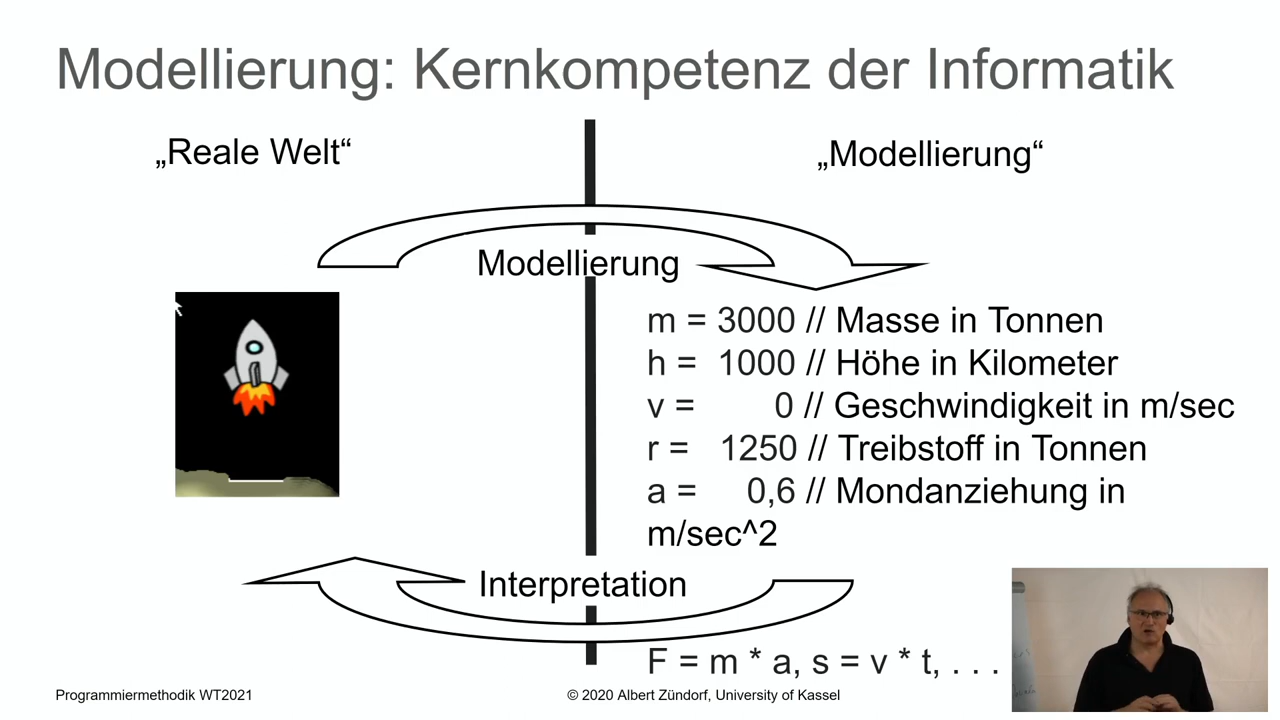 Modellierung: Kernkompetenz der Informatik
„Reale Welt“
„Modellierung“
Modellierung
m = 3000 // Masse in Tonnen
h = 1000 // Höhe in Kilometer
v = 0 // Geschwindigkeit in m/sec
r = 1250 // Treibstoff in Tonnen
a = 0,6 // Mondanziehung in
m/sec^2
Interpretation
F = m * a, s = v * t, . . .
Programmiermethodik WT2021
© 2020 Albert Zündorf, University of Kassel